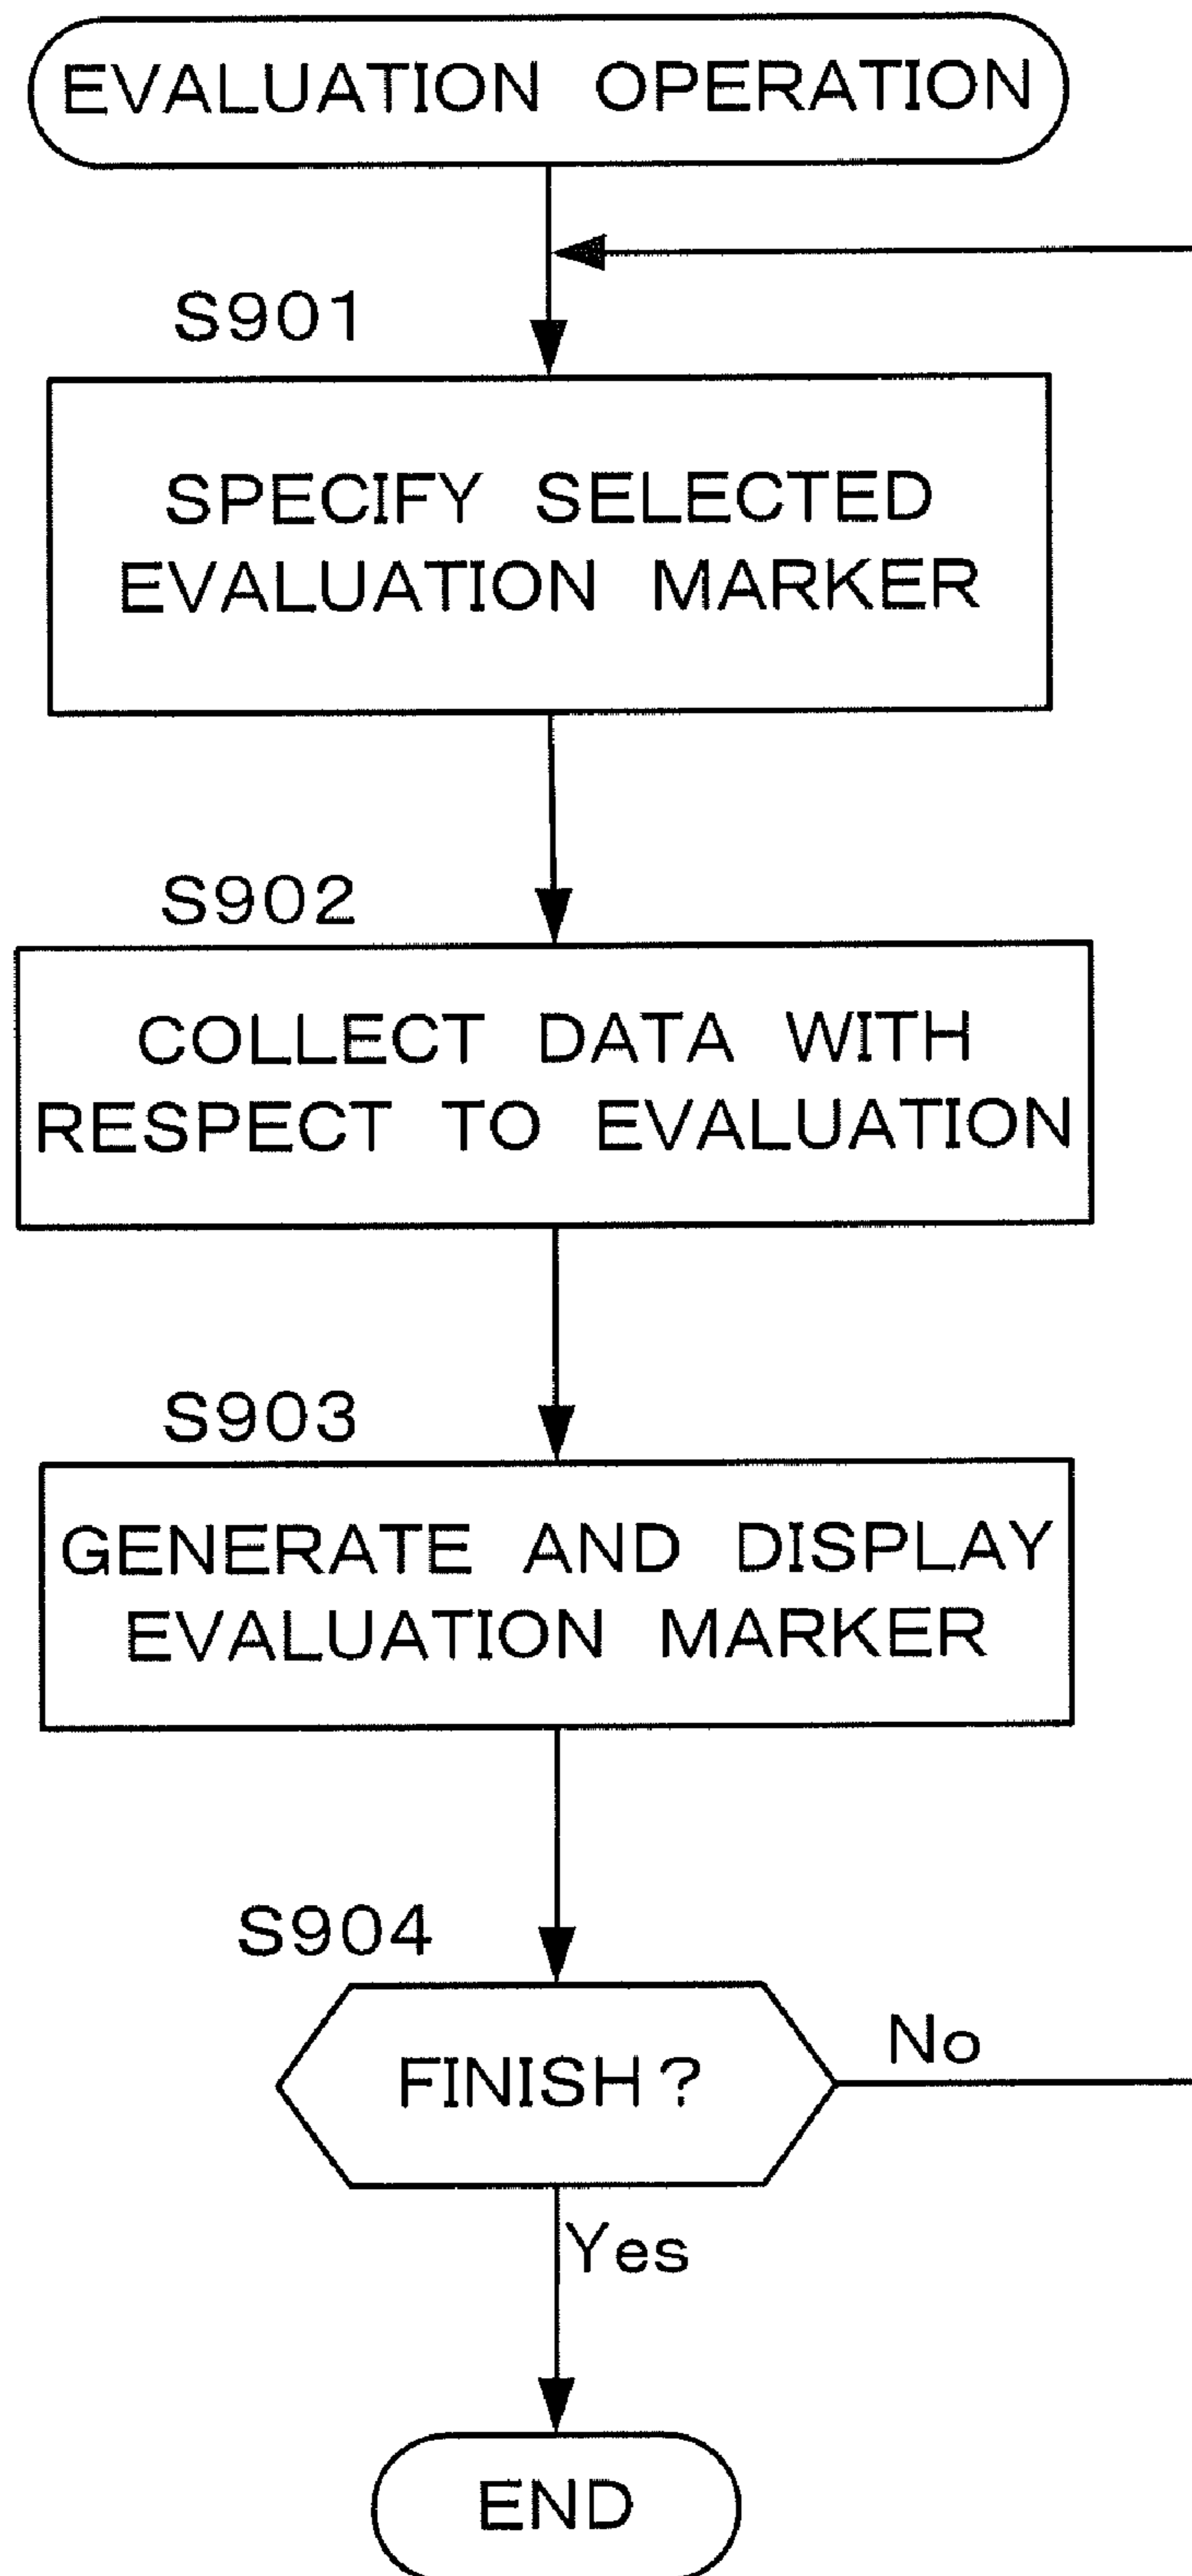 EVALUATION OPERATION
S901
SPECIFY SELECTED
EVALUATION MARKER
S902
COLLECT DATA WITH
RESPECT TO EVALUATION
S903
GENERATE AND DISPLAY
EVALUATION MARKER
S904
FINISH?
No
Yes
END